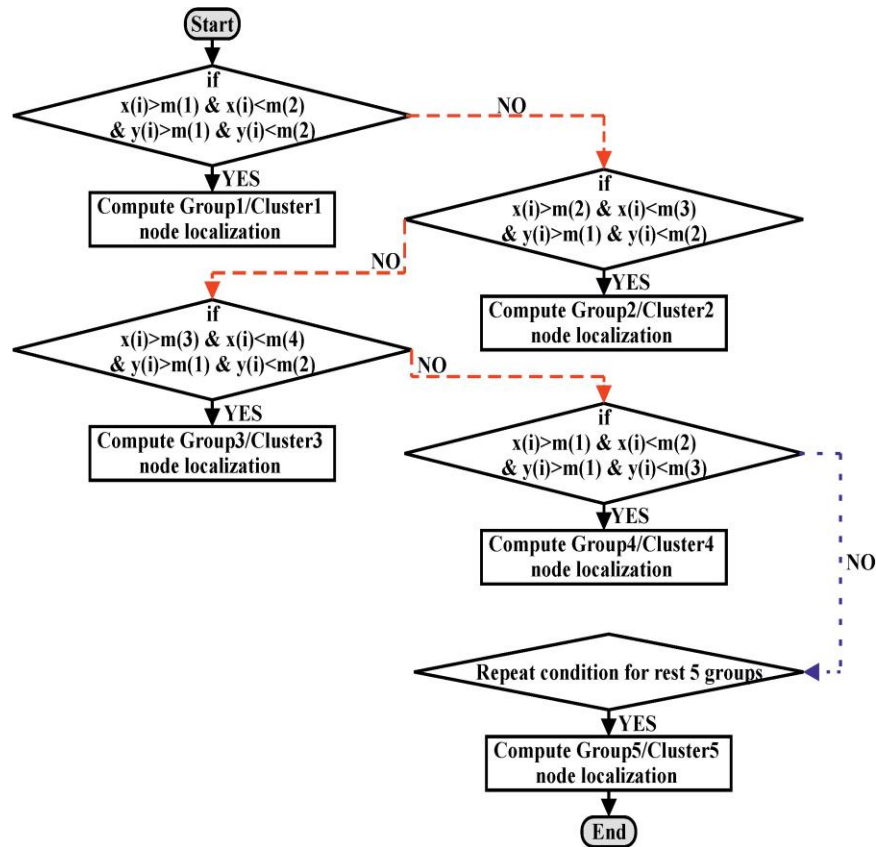 Start
if
x(i)>m(1) & x(i)<m(2)
& y(i)>m(1) & y(i)<m(2)
NO
YES
Compute Group1/Cluster1
node localization
if
x(i)>m(2) & x(i)<m(3)
& y(i)>m(1) & y(i)<m(2)
NO
YES
Compute Group2/Cluster2
node localization
if
x(i)>m(3) & x(i)<m(4)
& y(i)>m(1) & y(i)<m(2)
NO
YES
Compute Group3/Cluster3
node localization
if
x(i)>m(1) & x(i)<m(2)
& y(i)>m(1) & y(i)<m(3)
YES
Compute Group4/Cluster4
node localization
NO
Repeat condition for rest 5 groups
YES
Compute Group5/Cluster5
node localization
End